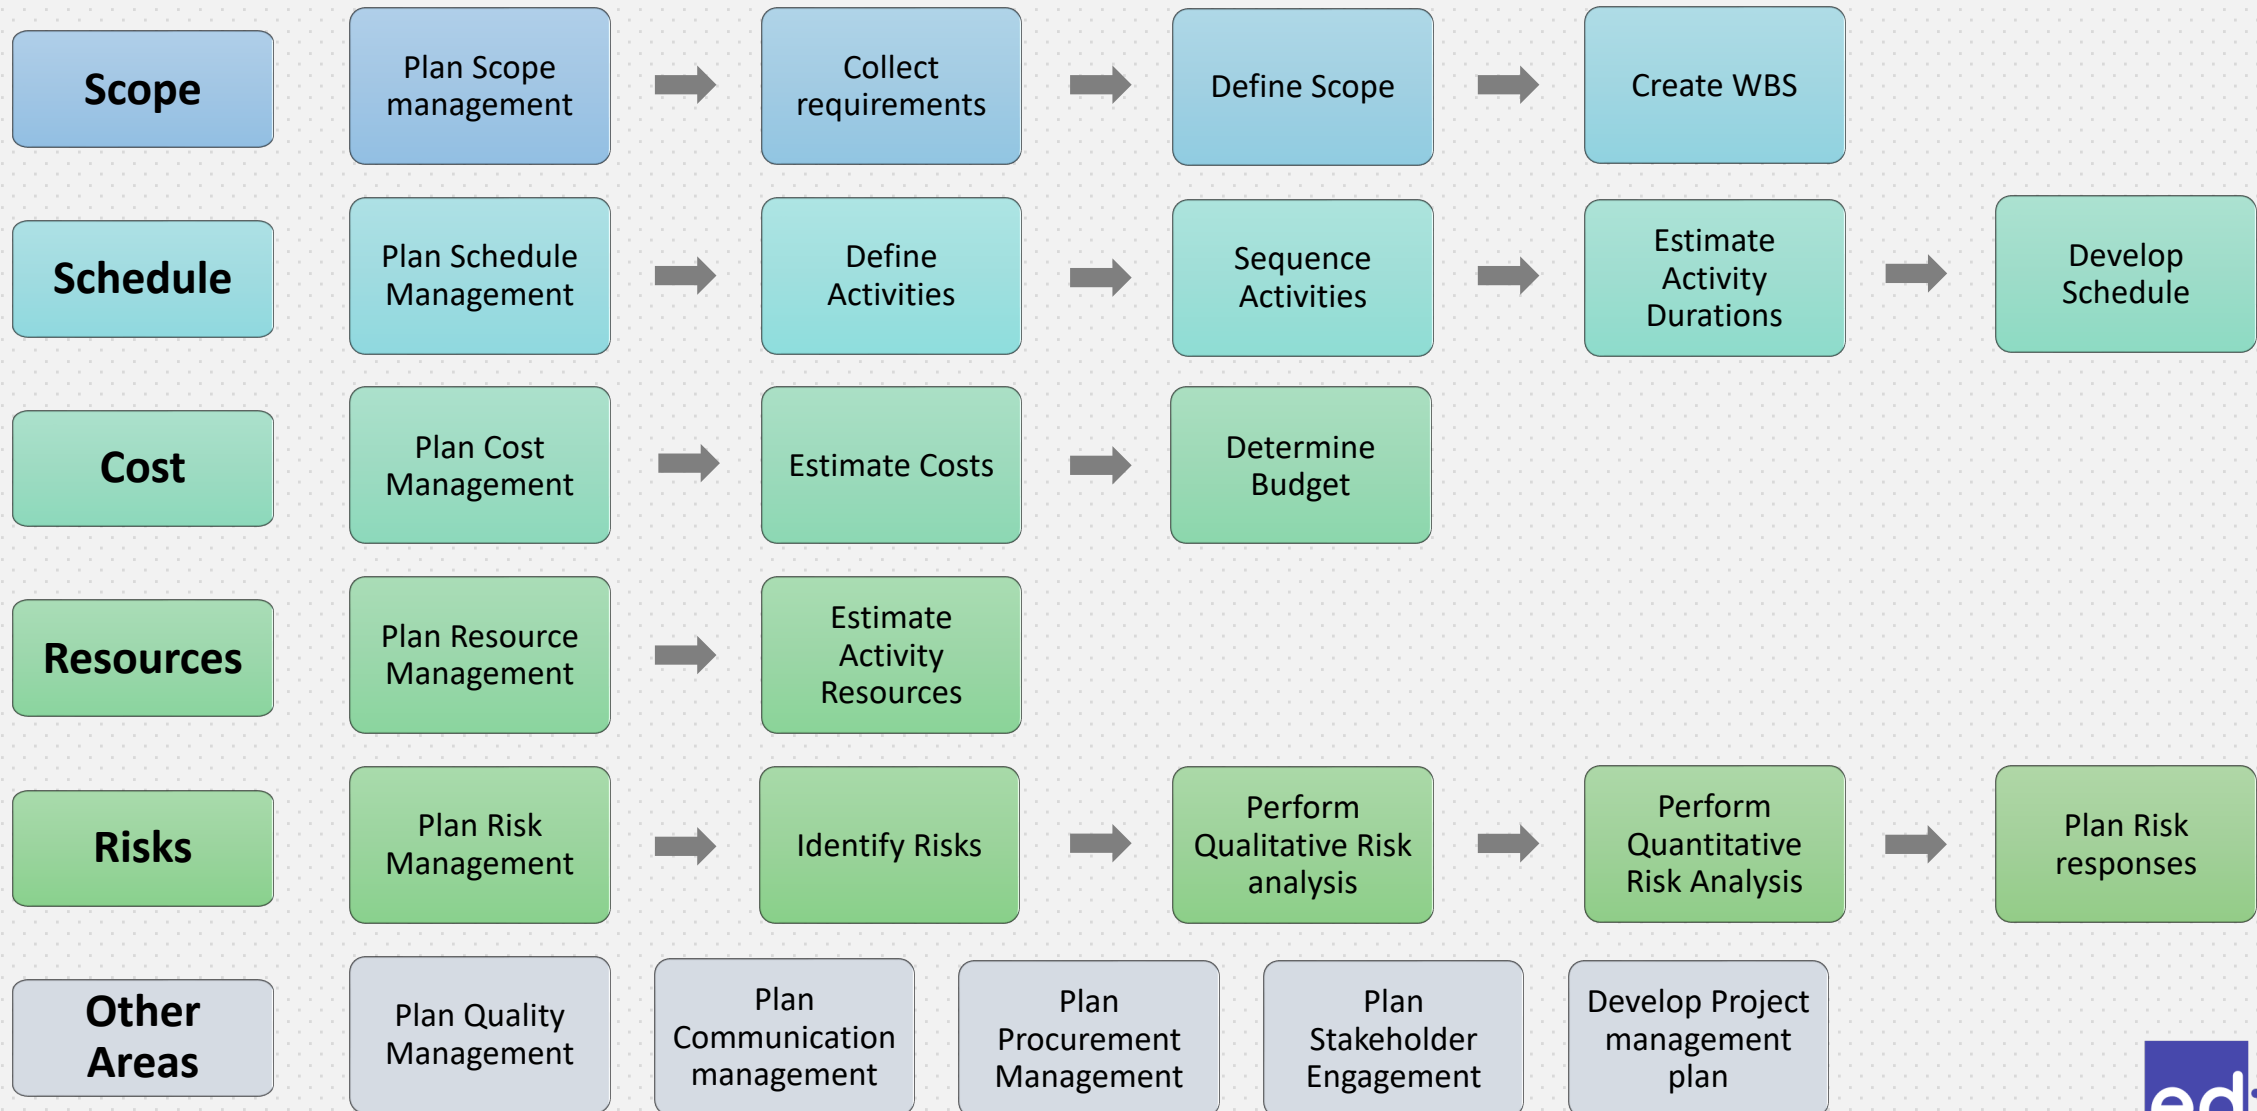 Scope
Plan Scope
management
Collect
requirements
Define Scope
Create WBS
Schedule
Plan Schedule
Management
Define
Activities
Sequence
Activities
Estimate
Activity
Durations
Develop
Schedule
Cost
Plan Cost
Management
Estimate Costs
Determine
Budget
Resources
Plan Resource
Management
Estimate
Activity
Resources
Risks
Plan Risk
Management
Identify Risks
Perform
Qualitative Risk
analysis
Perform
Quantitative
Risk Analysis
Plan Risk
responses
Other
Areas
Plan Quality
Management
Plan
Communication
management
Plan
Procurement
Management
Plan
Stakeholder
Engagement
Develop Project
management
plan